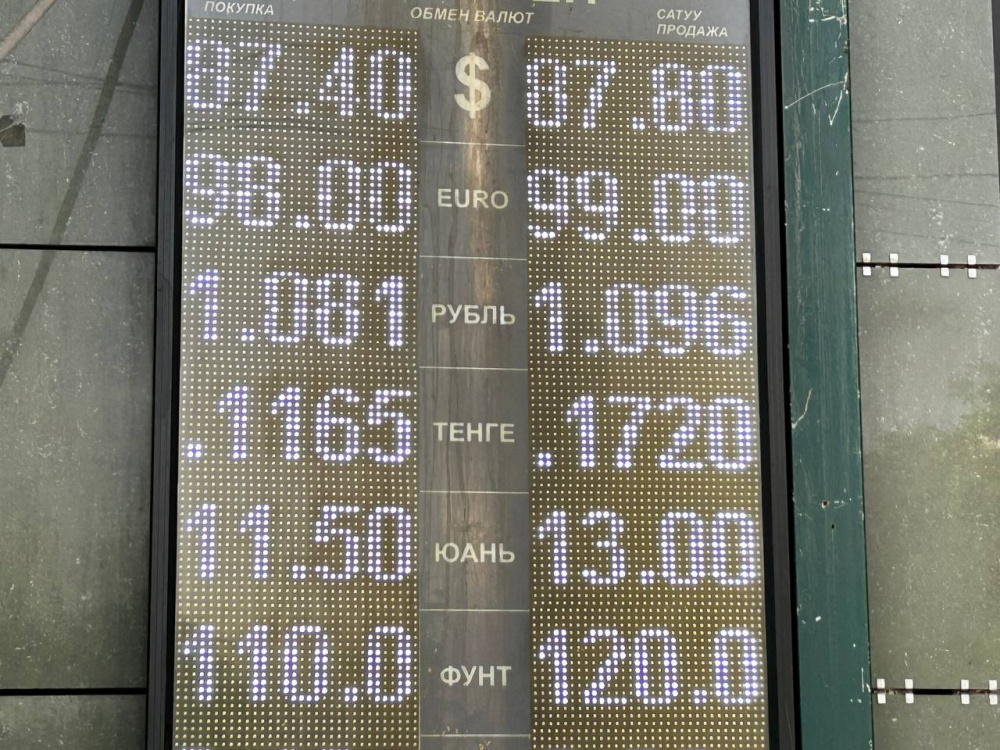 ПОКУПКА ОБМЕН ВАЛЮТ САТУУ
ПРОДАЖА
87.40 $ 87.80
98.00 EURO 99.00
1.081 РУБЛЬ 1.096
.1165 ТЕНГЕ .1720
11.50 ЮАНЬ 13.00
110.0 ФУНТ 120.0